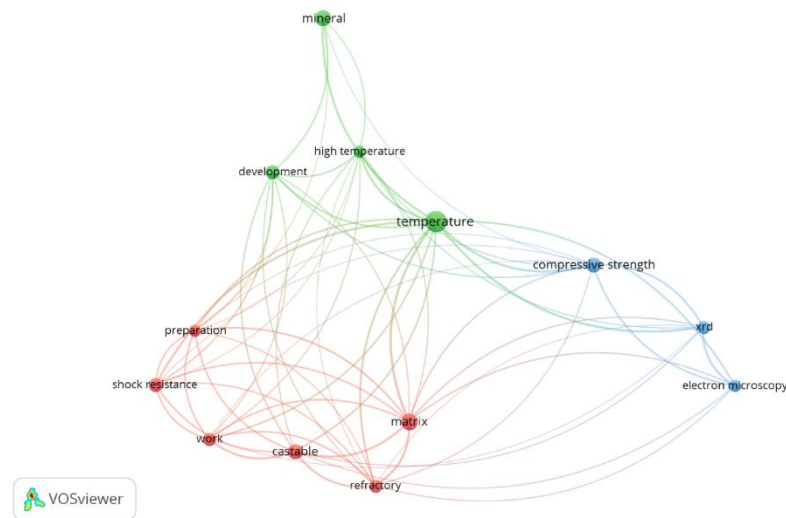 mineral
high temperature
development
temperature
compressive strength
xrd
preparation
electron microscopy
shock resistance
matrix
work
castable
refractory
VOSviewer